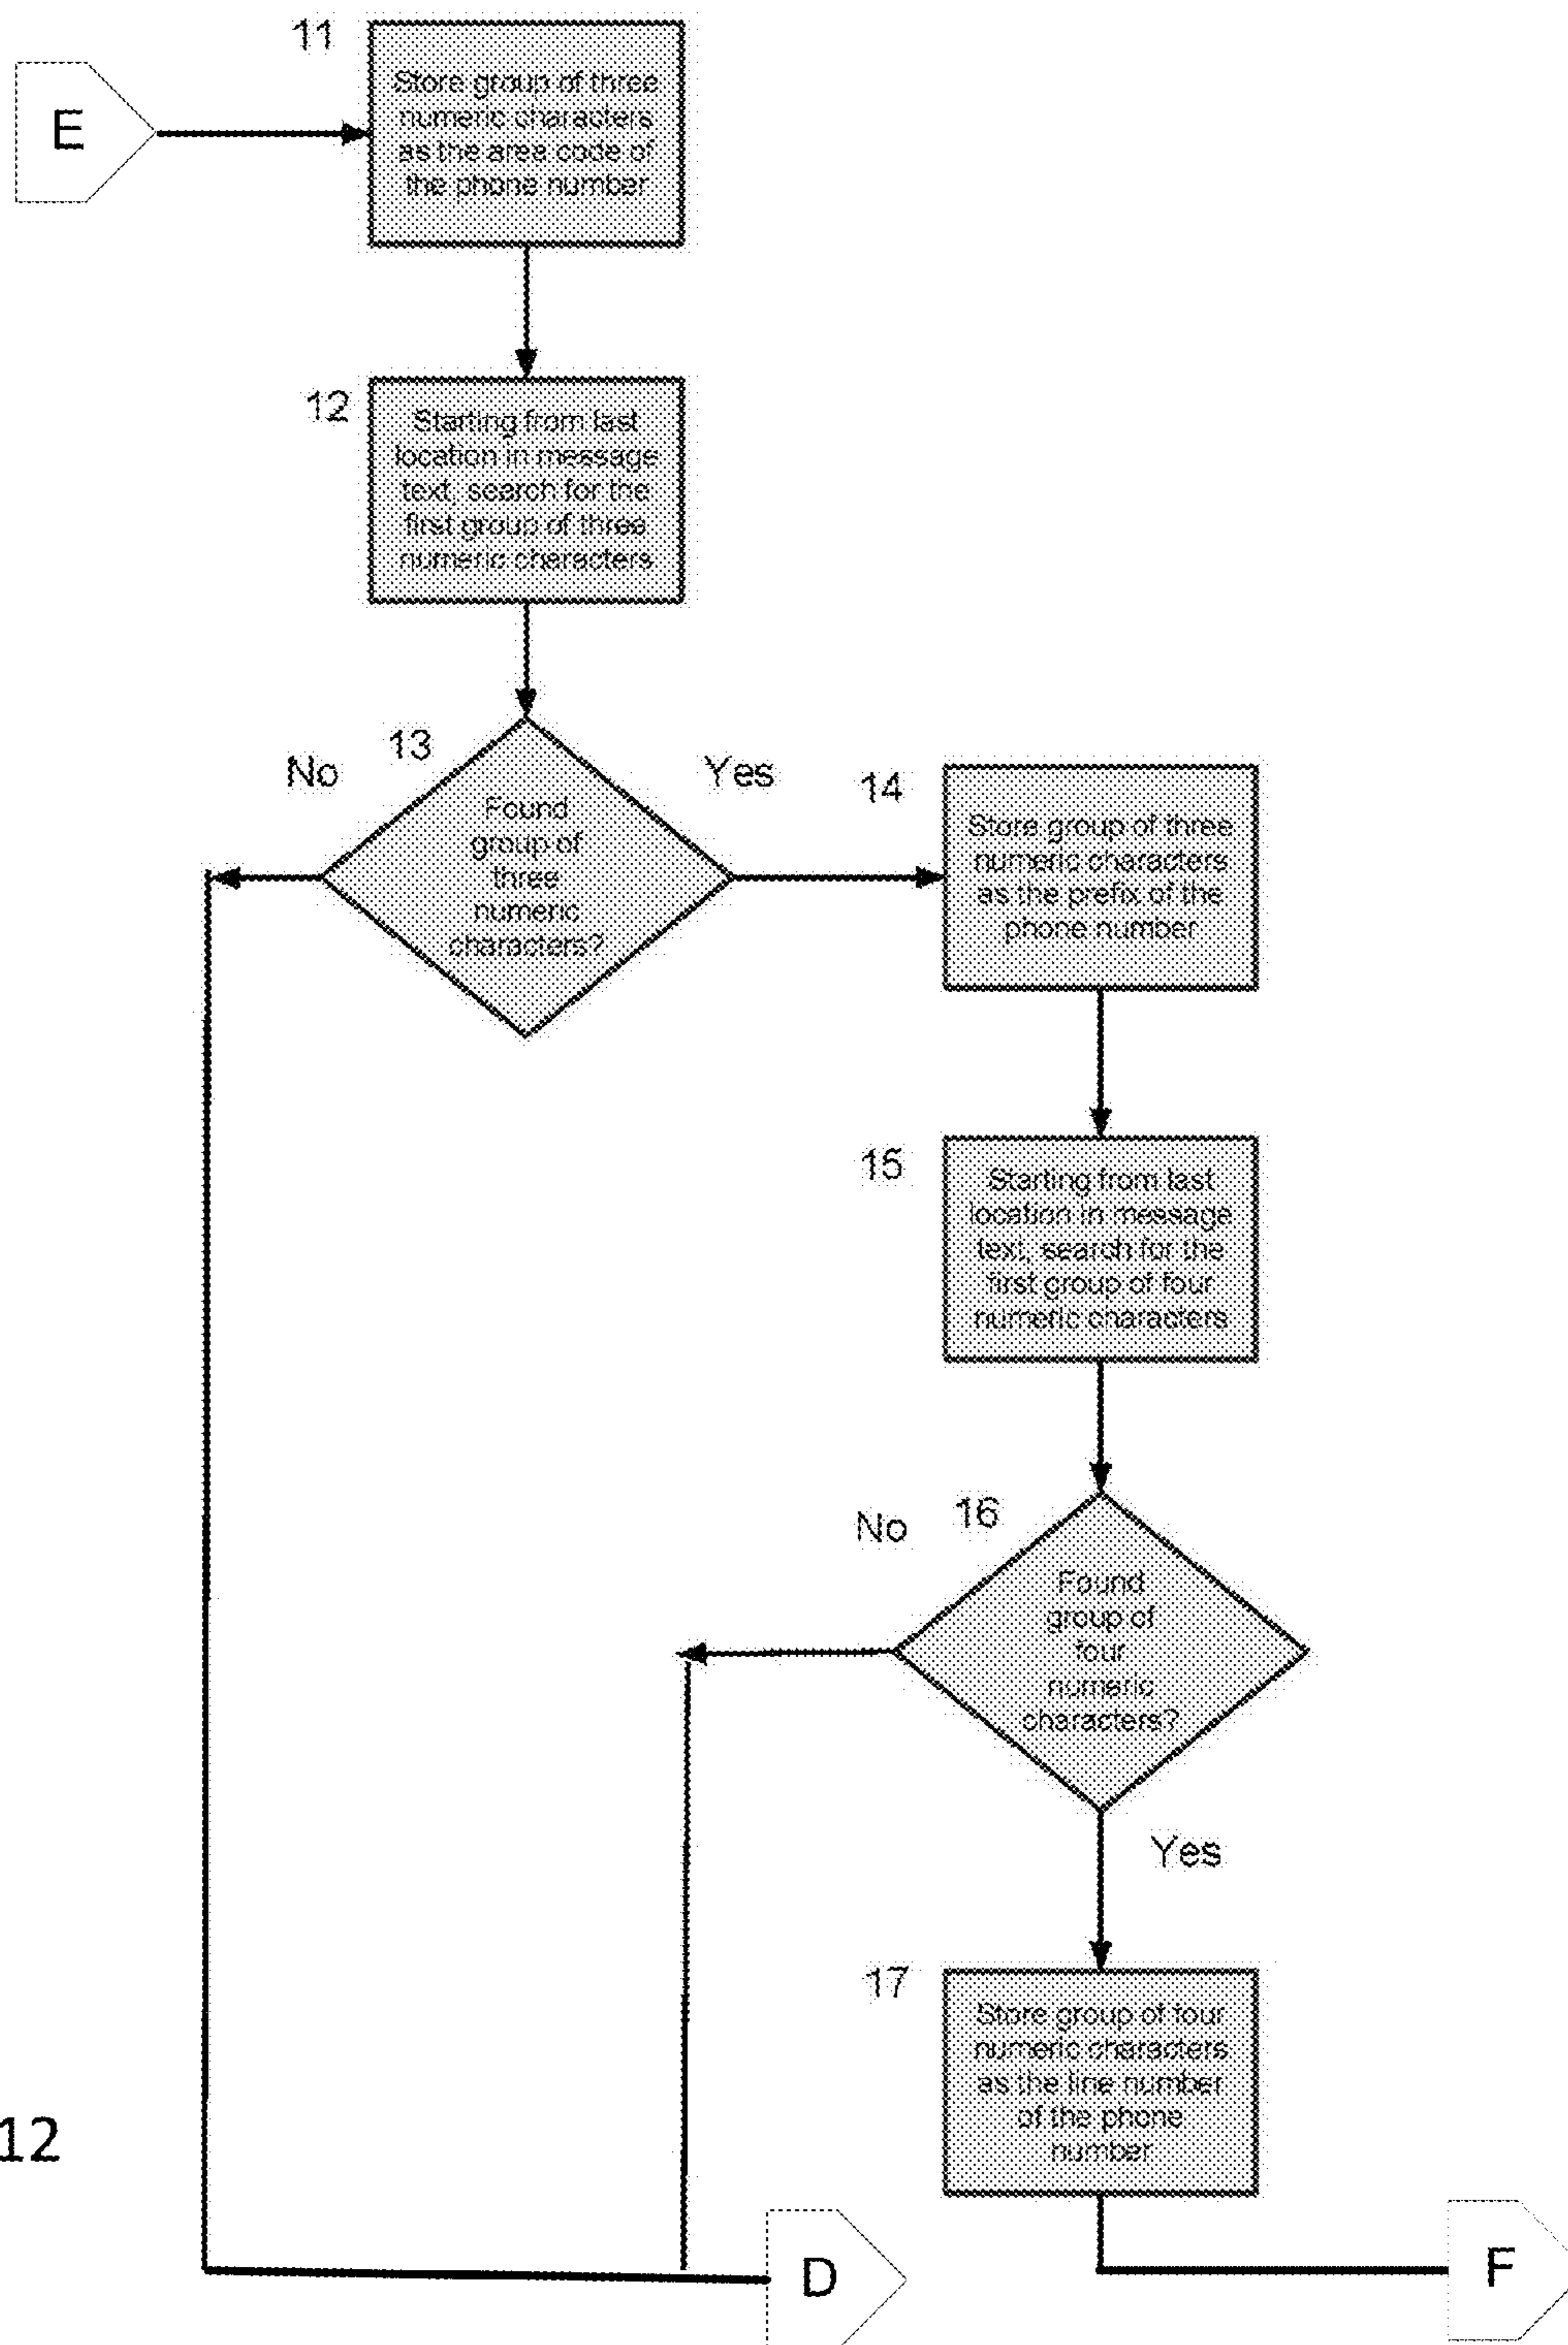 11
Store group of three
numeric characters
as the area code of
the phone number
E
12
Starting from last
location in message
text, search for the
first group of three
numeric characters
No
13
Yes
Found
group of
three
numeric
characters?
14
Store group of three
numeric characters
as the prefix of the
phone number
15
Starting from last
location in message
text, search for the
first group of four
numeric characters
No
16
Found
group of
four
numeric
characters?
Yes
17
Store group of four
numeric characters
as the line number
of the phone
number
12
D
F